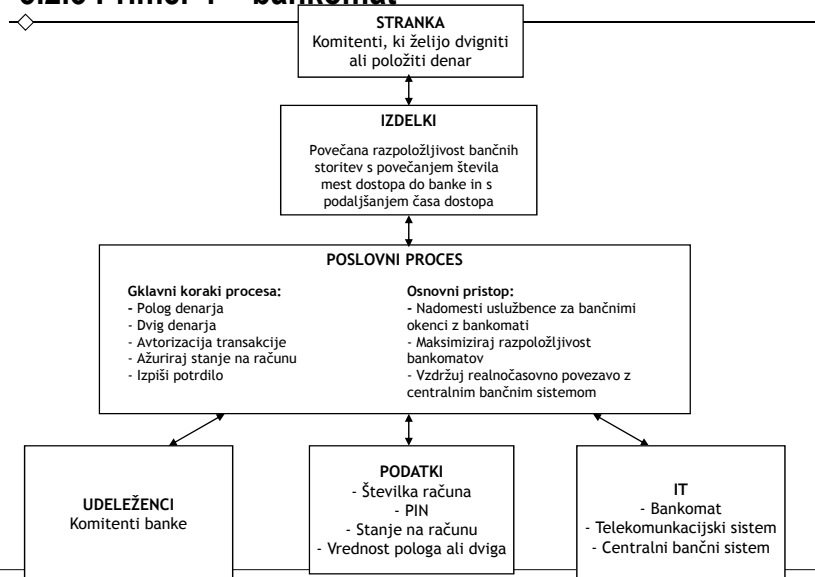 STRANKA
Komitenti, ki želijo dvigniti
ali položiti denar
IZDELKI
Povečana razpoložljivost bančnih
storitev s povečanjem števila
mest dostopa do banke in s
podaljšanjem časa dostopa
POSLOVNI PROCES
Gklavni koraki procesa:
- Polog denarja
- Dvig denarja
- Avtorizacija transakcije
- Ažuriraj stanje na računu
- Izpiši potrdilo
Osnovni pristop:
- Nadomesti uslužbence za bančnimi
okenci z bankomati
- Maksimiziraj razpoložljivost
bankomatov
- Vzdržuj realnočasovno povezavo z
centralnim bančnim sistemom
UDELEŽENCI
Komitenti banke
PODATKI
- Številka računa
- PIN
- Stanje na računu
- Vrednost pologa ali dviga
IT
- Bankomat
- Telekomunkacijski sistem
- Centralni bančni sistem